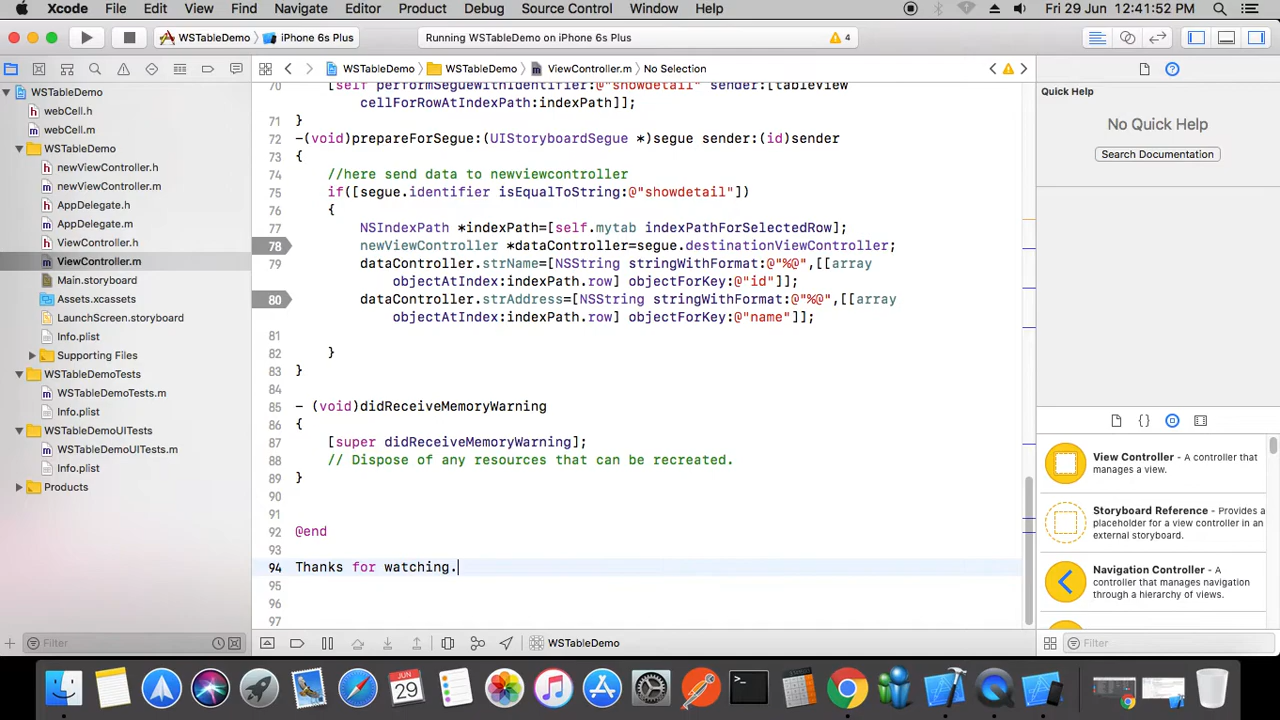 Xcode File Edit View Find Navigate Editor Product Debug Source Control Window Help Fri 29 Jun 12:41:52
WSTableDemo iPhone 6s Plus Running WSTableDemo on iPhone 6s Plus 4
WSTableDemo WSTableDemo ViewController.m No Selection
WSTableDemo
webCell.h
webCell.m
WSTableDemo
newViewController.h
newViewController.m
AppDelegate.h
AppDelegate.m
ViewController.h
ViewController.m
Main.storyboard
Assets.xcassets
LaunchScreen.storyboard
Info.plist
Supporting Files
WSTableDemoTests
WSTableDemoTests.m
Info.plist
WSTableDemoUITests
WSTableDemoUITests.m
Info.plist
Products
Filter
70 [self performSegueWithIdentifier:@"showdetail" sender:[tableView
cellForRowAtIndexPath:indexPath]];
71 }
72 -(void)prepareForSegue:(UIStoryboardSegue *)segue sender:(id)sender
73 {
74 //here send data to newviewcontroller
75 if([segue.identifier isEqualToString:@"showdetail"])
76 {
77 NSIndexPath *indexPath=[self.mytab indexPathForSelectedRow];
78 newViewController *dataController=segue.destinationViewController;
79 dataController.strName=[NSString stringWithFormat:@"%@",[[array
objectAtIndex:indexPath.row] objectForKey:@"id"]];
80 dataController.strAddress=[NSString stringWithFormat:@"%@",[[array
objectAtIndex:indexPath.row] objectForKey:@"name"]];
81
82 }
83 }
84
85 - (void)didReceiveMemoryWarning
86 {
87 [super didReceiveMemoryWarning];
88 // Dispose of any resources that can be recreated.
89 }
90
91
92 @end
93
94 Thanks for watching.
95
96
97
WSTableDemo
Quick Help
No Quick Help
Search Documentation
View Controller - A controller that
manages a view.
Storyboard Reference - Provides a
placeholder for a view controller in an
external storyboard.
Navigation Controller - A
controller that manages navigation
through a hierarchy of views.
Filter
29